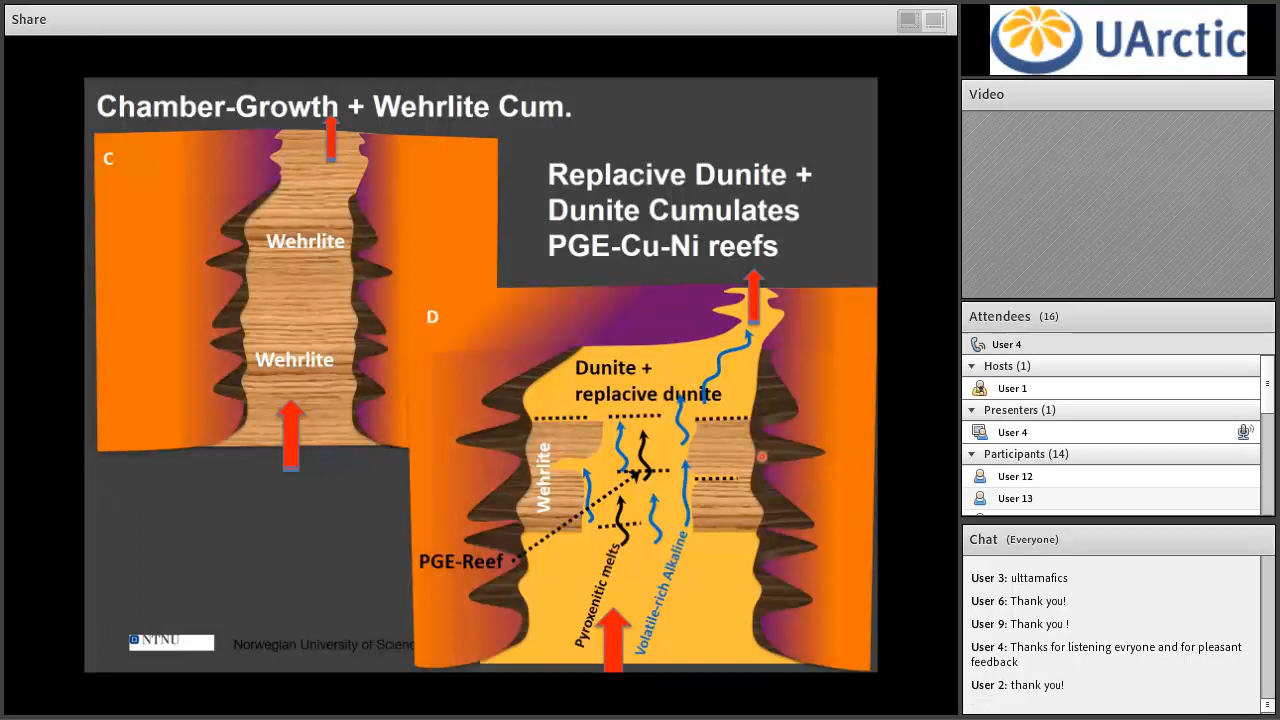 Share
Chamber-Growth + Wehrlite Cum.
C
Wehrlite
Wehrlite
Replacive Dunite +
Dunite Cumulates
PGE-Cu-Ni reefs
D
Dunite +
replacive dunite
Wehrlite
PGE-Reef
Pyroxenitic melts
Volatile-rich Alkaline
NTNU
Norwegian University of Scienc
UArctic
Video
Attendees (16)
User 4
Hosts (1)
User 1
Presenters (1)
User 4
Participants (14)
User 12
User 13
Chat (Everyone)
User 3: ulttamafics
User 6: Thank you!
User 9: Thank you !
User 4: Thanks for listening evryone and for pleasant
feedback
User 2: thank you!